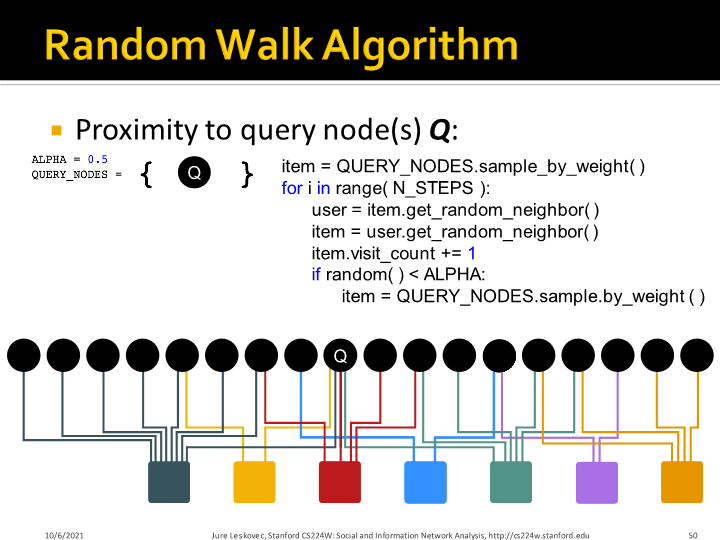 Random Walk Algorithm
Proximity to query node(s) Q:
ALPHA = 0.5
QUERY_NODES = { Q }
item = QUERY_NODES.sample_by_weight( )
for i in range( N_STEPS ):
user = item.get_random_neighbor( )
item = user.get_random_neighbor( )
item.visit_count += 1
if random( ) < ALPHA:
item = QUERY_NODES.sample.by_weight ( )
Q
10/6/2021
Jure Leskovec, Stanford CS224W: Social and Information Network Analysis, http://cs224w.stanford.edu
50